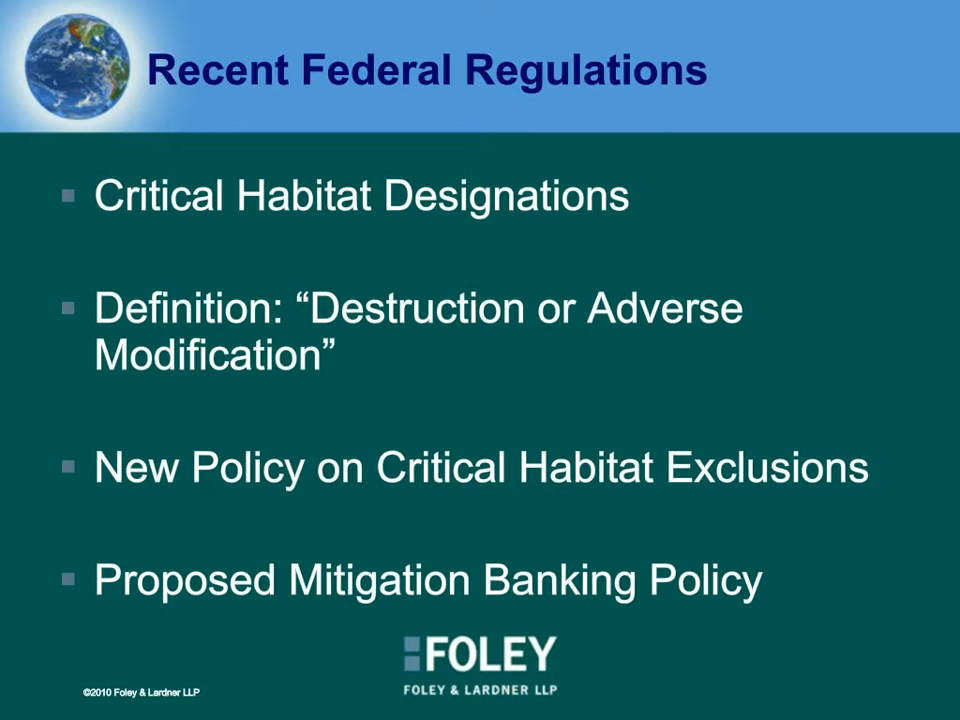 Recent Federal Regulations
Critical Habitat Designations
Definition: “Destruction or Adverse
Modification”
New Policy on Critical Habitat Exclusions
Proposed Mitigation Banking Policy
FOLEY
FOLEY & LARDNER LLP
©2010 Foley & Lardner LLP